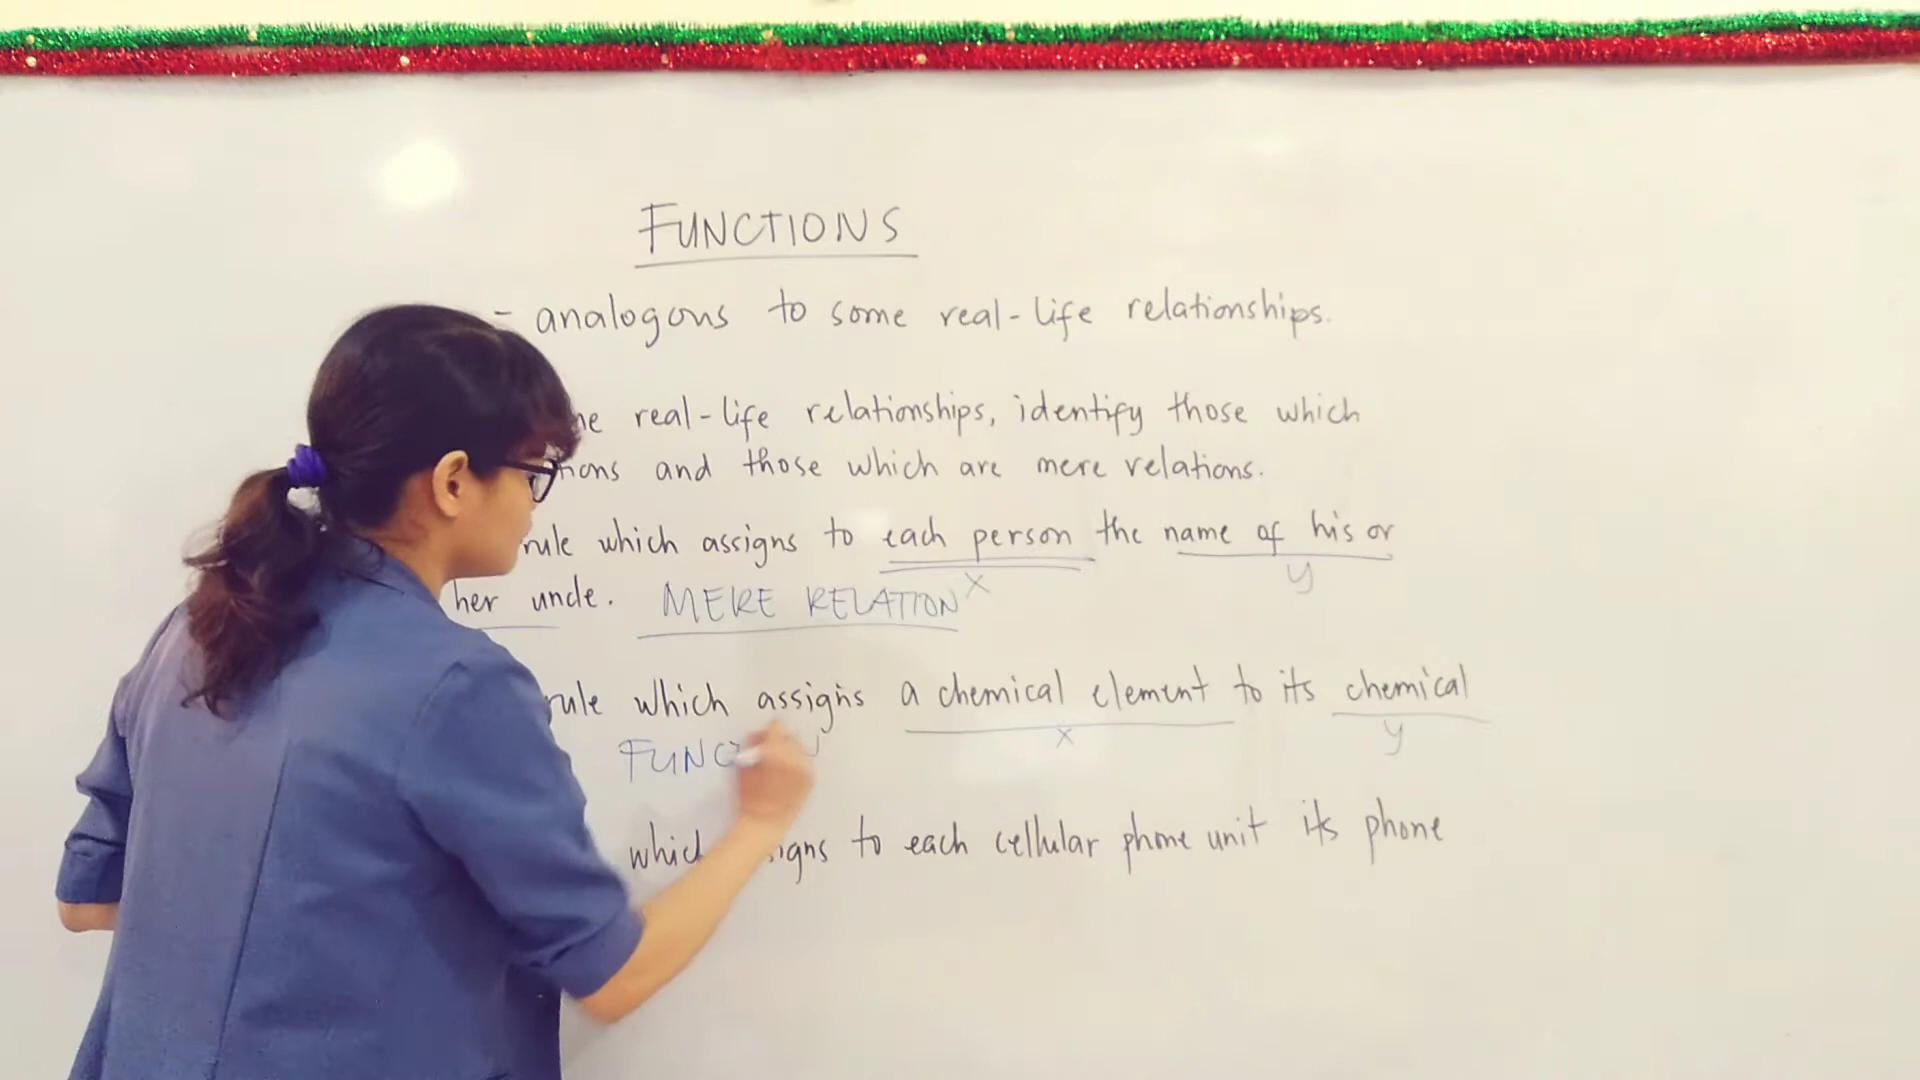 FUNCTIONS
- analogous to some real-life relationships.
real-life relationships, identify those which
and those which are mere relations.
rule which assigns to each person the name of his or
x y
her uncle. MERE RELATION
rule which assigns a chemical element to its chemical
x y
which to each cellular phone unit its phone